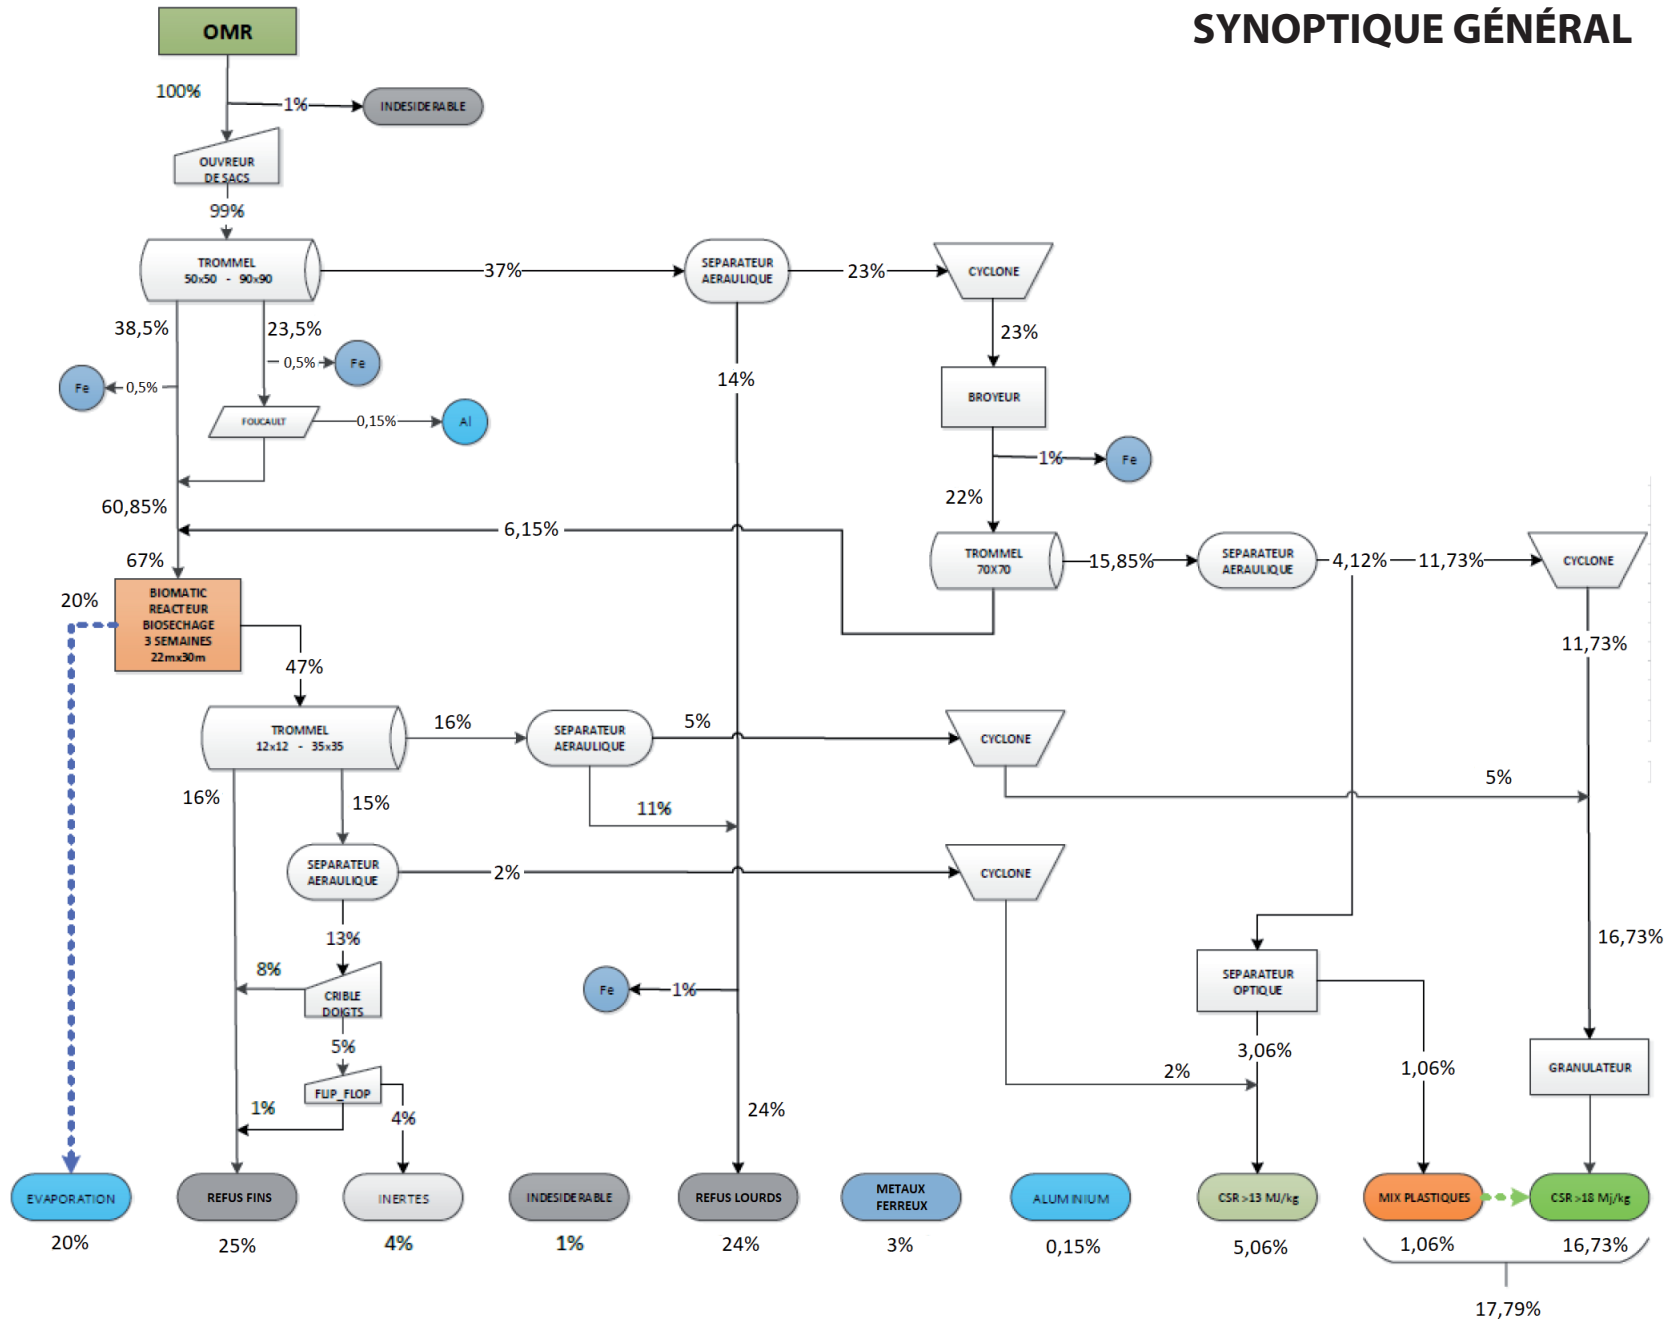 SYNOPTIQUE GÉNÉRAL
OMR
100%
1%
INDESIDERABLE
OUVREUR
DE SACS
99%
TROMMEL
50x50 - 90x90
37%
SEPARATEUR
AERAULIQUE
23%
CYCLONE
38,5%
23,5%
23%
Fe
0,5%
0,5%
Fe
14%
BROYEUR
FOUCAULT
0,15%
Al
1%
Fe
60,85%
22%
6,15%
67%
TROMMEL
70X70
15,85%
SEPARATEUR
AERAULIQUE
4,12%
11,73%
CYCLONE
20%
BIOMATIC
REACTEUR
BIOSECHAGE
3 SEMAINES
22mx30m
11,73%
47%
TROMMEL
12x12 - 35x35
16%
SEPARATEUR
AERAULIQUE
5%
CYCLONE
5%
16%
15%
11%
SEPARATEUR
AERAULIQUE
2%
CYCLONE
13%
16,73%
8%
CRIBLE
DOIGTS
Fe
1%
SEPARATEUR
OPTIQUE
5%
3,06%
1,06%
GRANULATEUR
2%
FLIP_FLOP
1%
4%
24%
EVAPORATION
REFUS FINS
INERTES
INDESIDERABLE
REFUS LOURDS
METAUX
FERREUX
ALUMINIUM
CSR >13 MJ/kg
MIX PLASTIQUES
CSR >18 Mj/kg
20%
25%
4%
1%
24%
3%
0,15%
5,06%
1,06%
16,73%
17,79%